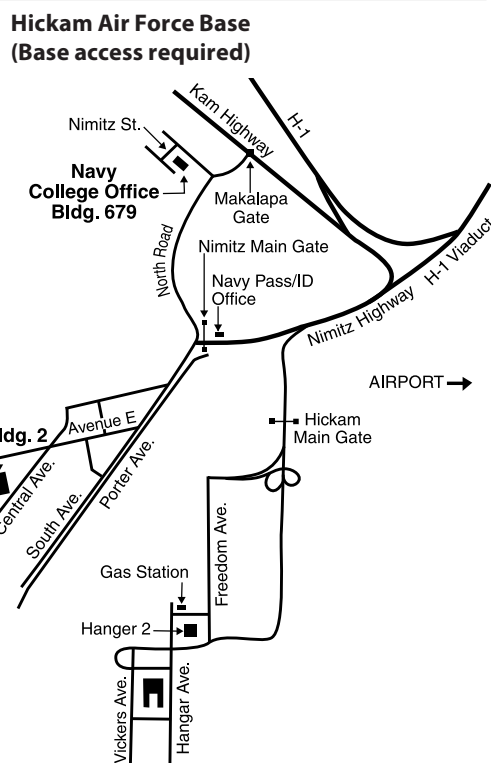 Hickam Air Force Base
(Base access required)
Kam Highway
H-1
Nimitz St.
Navy
College Office
Bldg. 679
Makalapa
Gate
North Road
Nimitz Main Gate
Navy Pass/ID
Office
H-1 Viaduct
Nimitz Highway
AIRPORT
Hickam
Main Gate
Avenue E
ldg. 2
Central Ave.
South Ave.
Porter Ave.
Freedom Ave.
Gas Station
Hanger 2
Vickers Ave.
Hangar Ave.